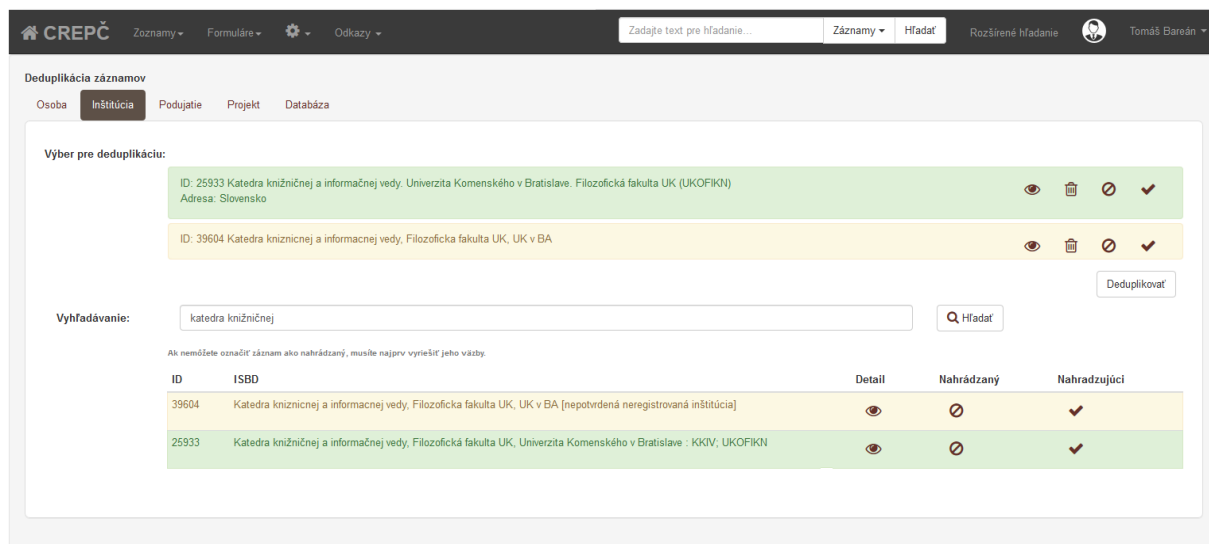 CREPČ Zoznamy Formuláre Odkazy Zadajte text pre hľadanie... Záznamy Hľadať Rozšírené hľadanie Tomáš Bareán
Deduplikácia záznamov
Osoba Inštitúcia Podujatie Projekt Databáza
Výber pre deduplikáciu:
ID: 25933 Katedra knižničnej a informačnej vedy. Univerzita Komenského v Bratislave. Filozofická fakulta UK (UKOFIKN)
Adresa: Slovensko
ID: 39604 Katedra kniznicnej a informacnej vedy, Filozoficka fakulta UK, UK v BA
Deduplikovať
Vyhľadávanie: katedra knižničnej Hľadať
Ak nemôžete označiť záznam ako nahrádzaný, musíte najprv vyriešiť jeho väzby.
ID ISBD Detail Nahrádzaný Nahradzujúci
39604 Katedra kniznicnej a informacnej vedy, Filozoficka fakulta UK, UK v BA [nepotvrdená neregistrovaná inštitúcia]
25933 Katedra knižničnej a informačnej vedy, Filozofická fakulta UK, Univerzita Komenského v Bratislave : KKIV; UKOFIKN